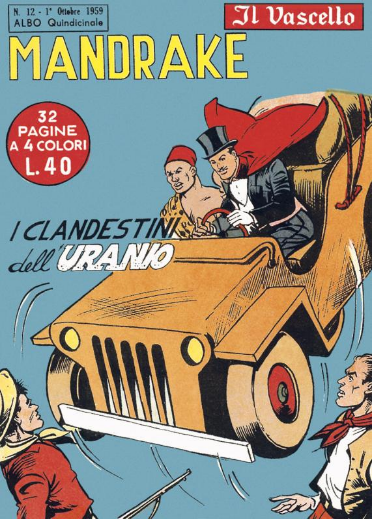 N. 12 - 1° Ottobre 1959
ALBO Quindicinale
Il Vascello
MANDRAKE
32
PAGINE
A 4 COLORI
L. 40
I CLANDESTINI
dell'URANIO